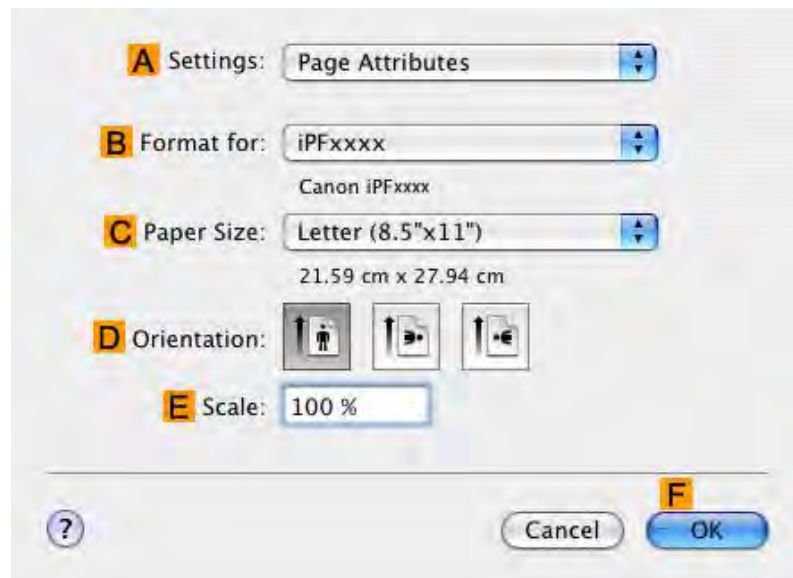 A Settings: Page Attributes
B Format for: iPFxxxx
Canon iPFxxxx
C Paper Size: Letter (8.5"x11")
21.59 cm x 27.94 cm
D Orientation:
E Scale: 100 %
F
? Cancel OK